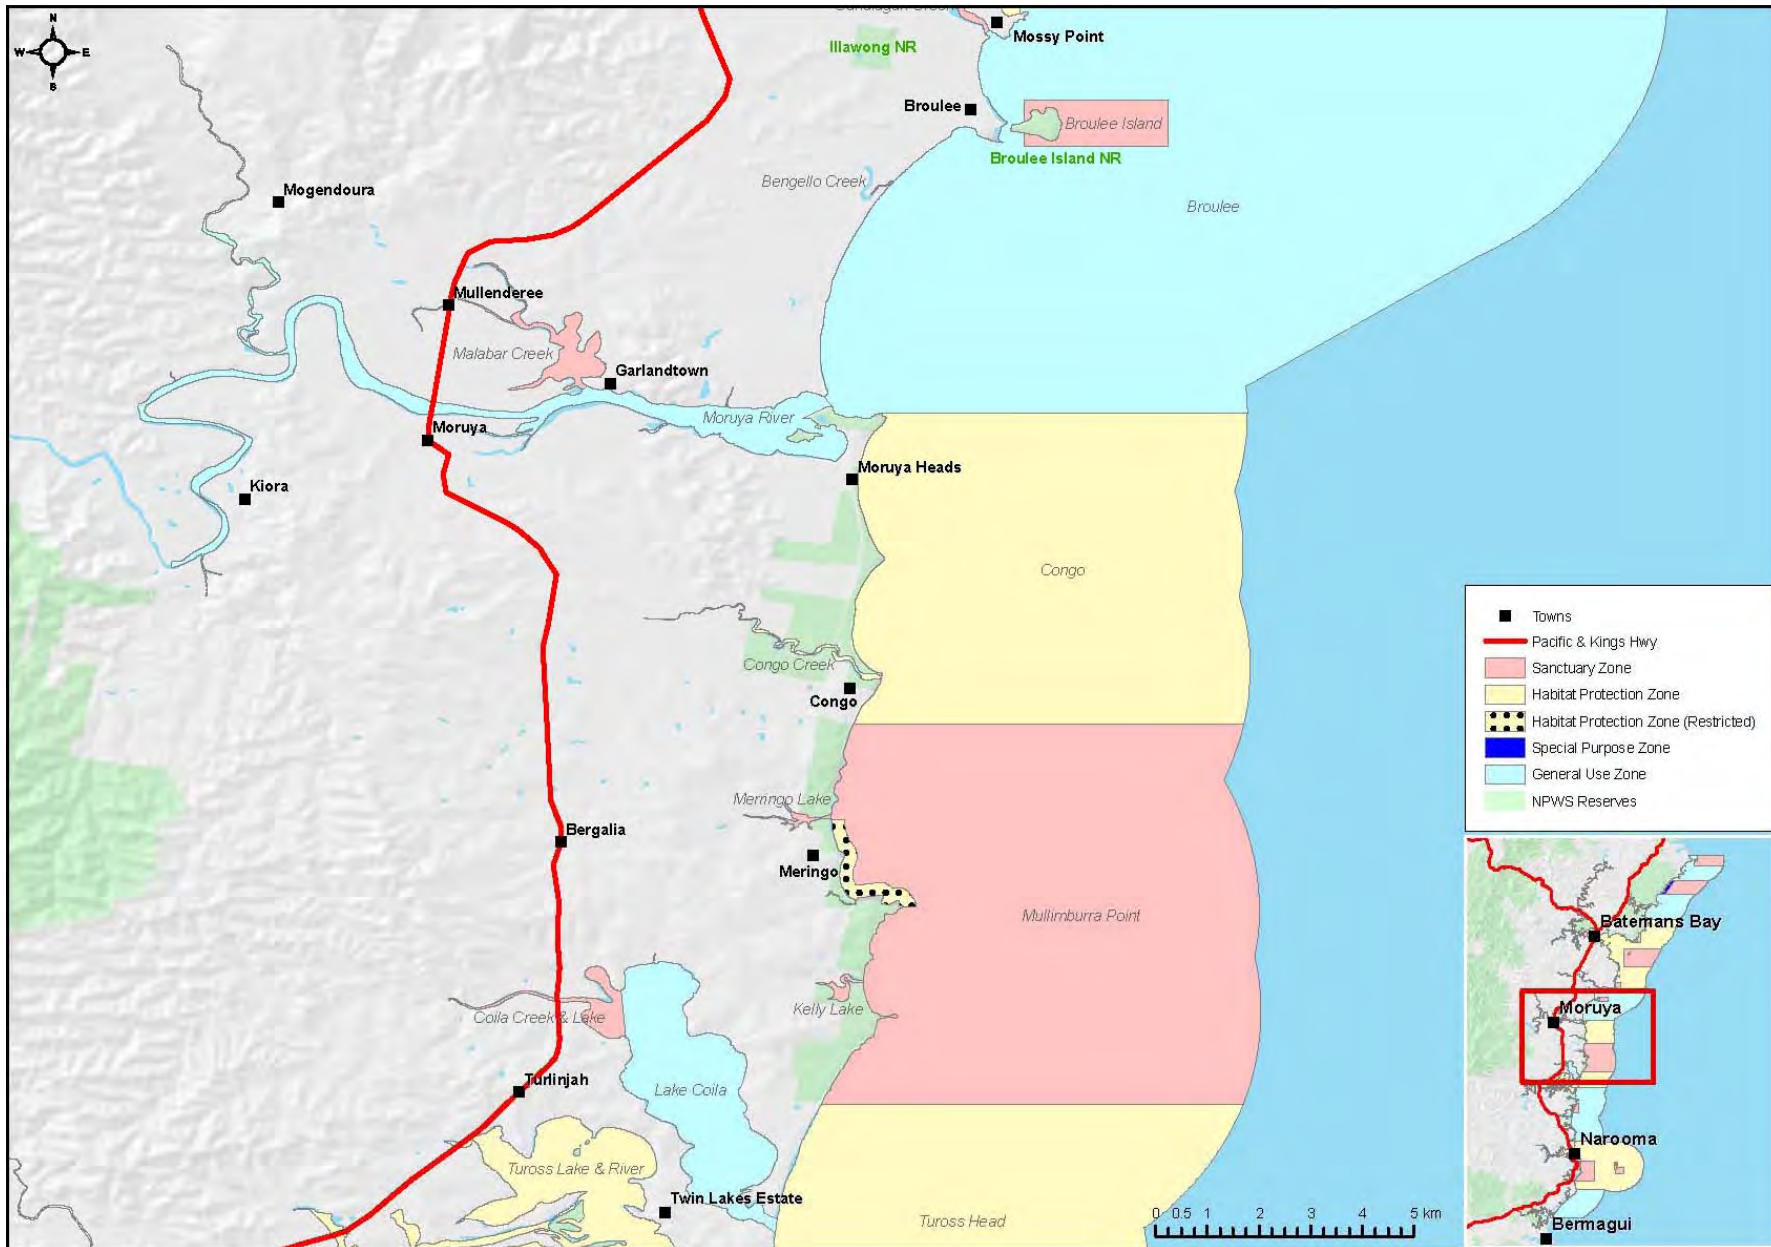 N
W
E
S
Mossy Point
Illawong NR
Broulee
Broulee Island
Broulee Island NR
Bengello Creek
Broulee
Mogendoura
Mullenderee
Malabar Creek
Garlandtown
Moruya River
Moruya
Moruya Heads
Kiora
Congo
Congo Creek
Congo
Merringo Lake
Bergalia
Meringo
Mullimburra Point
Coila Creek & Lake
Kelly Lake
Turlinjah
Lake Coila
Tuross Lake & River
Twin Lakes Estate
Tuross Head
0 0.5 1 2 3 4 5 km
Towns
Pacific & Kings Hwy
Sanctuary Zone
Habitat Protection Zone
Habitat Protection Zone (Restricted)
Special Purpose Zone
General Use Zone
NPWS Reserves
Batemans Bay
Moruya
Narooma
Bermagui